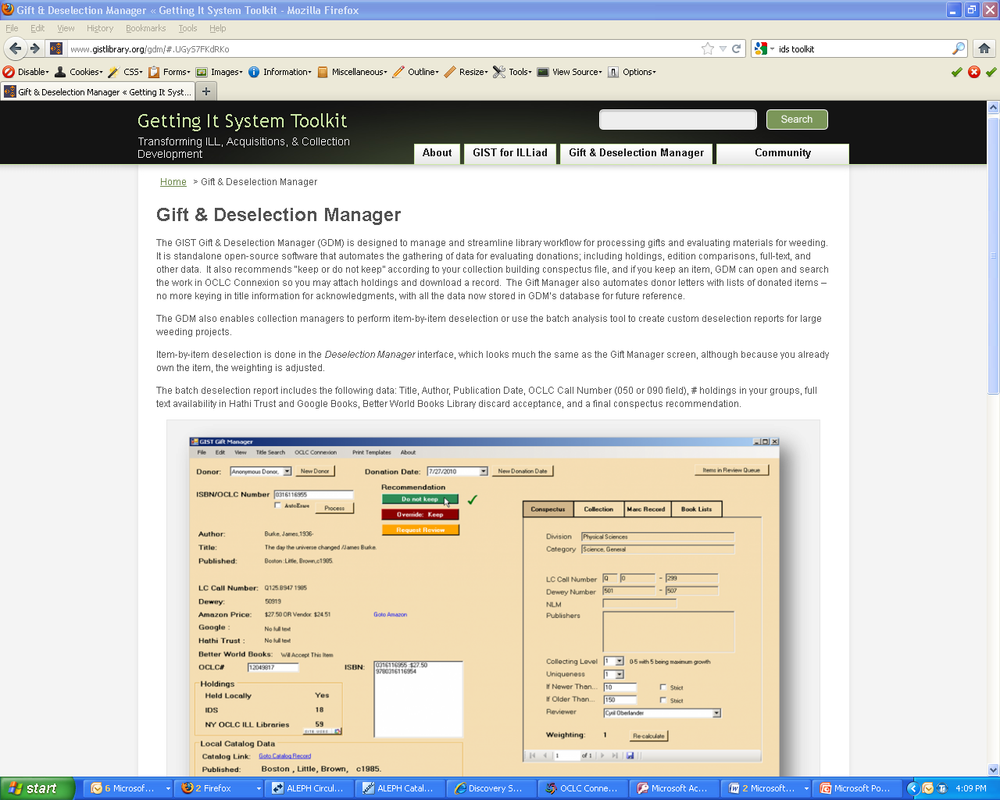 Gift & Deselection Manager « Getting It System Toolkit - Mozilla Firefox
File Edit View History Bookmarks Tools Help
www.gistlibrary.org/gdm/#.UGyS7FKdRKo
ids toolkit
Disable Cookies CSS Forms Images Information Miscellaneous Outline Resize Tools View Source Options
Gift & Deselection Manager « Getting It Syst...
Getting It System Toolkit
Transforming ILL, Acquisitions, & Collection
Development
Search
About GIST for ILLiad Gift & Deselection Manager Community
Home > Gift & Deselection Manager
Gift & Deselection Manager
The GIST Gift & Deselection Manager (GDM) is designed to manage and streamline library workflow for processing gifts and evaluating materials for weeding.
It is standalone open-source software that automates the gathering of data for evaluating donations; including holdings, edition comparisons, full-text, and
other data. It also recommends "keep or do not keep" according to your collection building conspectus file, and if you keep an item, GDM can open and search
the work in OCLC Connexion so you may attach holdings and download a record. The Gift Manager also automates donor letters with lists of donated items –
no more keying in title information for acknowledgments, with all the data now stored in GDM's database for future reference.
The GDM also enables collection managers to perform item-by-item deselection or use the batch analysis tool to create custom deselection reports for large
weeding projects.
Item-by-item deselection is done in the Deselection Manager interface, which looks much the same as the Gift Manager screen, although because you already
own the item, the weighting is adjusted.
The batch deselection report includes the following data: Title, Author, Publication Date, OCLC Call Number (050 or 090 field), # holdings in your groups, full
text availability in Hathi Trust and Google Books, Better World Books Library discard acceptance, and a final conspectus recommendation.
GIST Gift Manager
File Edit View Title Search OCLC Connexion Print Templates About
Donor: Anonymous Donor, New Donor Donation Date: 7/27/2010 New Donation Date Items in Review Queue
ISBN/OCLC Number 0316116955
AutoErase Process
Recommendation
Do not keep
Override: Keep
Request Review
Author: Burke, James,1936-
Title: The day the universe changed /James Burke.
Published: Boston :Little, Brown,c1985.
LC Call Number: Q125.B947 1985
Dewey: 50919
Amazon Price: $27.50 OR Vendor: $24.51 Goto Amazon
Google : No full text
Hathi Trust : No full text
Better World Books: Will Accept This Item
OCLC# 12049817 ISBN: 0316116955 :$27.50
9780316116954
Holdings
Held Locally Yes
IDS 18
NY OCLC ILL Libraries 59
Local Catalog Data
Catalog Link: Goto Catalog Record
Published: Boston , Little, Brown, c1985.
Conspectus Collection Marc Record Book Lists
Division Physical Sciences
Category Science, General
LC Call Number Q 0 - 299
Dewey Number 501 - 507
NLM
Publishers
Collecting Level 1 0-5 with 5 being maximum growth
Uniqueness 1
If Newer Than... 10 Strict
If Older Than... 150 Strict
Reviewer Cyril Oberlander
Weighting: 1 Re-calculate
1 of 1
start 6 Microsof... 2 Firefox ALEPH Circul... ALEPH Catal... Discovery S... OCLC Conne... Microsoft Ac... 2 Microsoft ... Microsoft Po... 4:09 PM